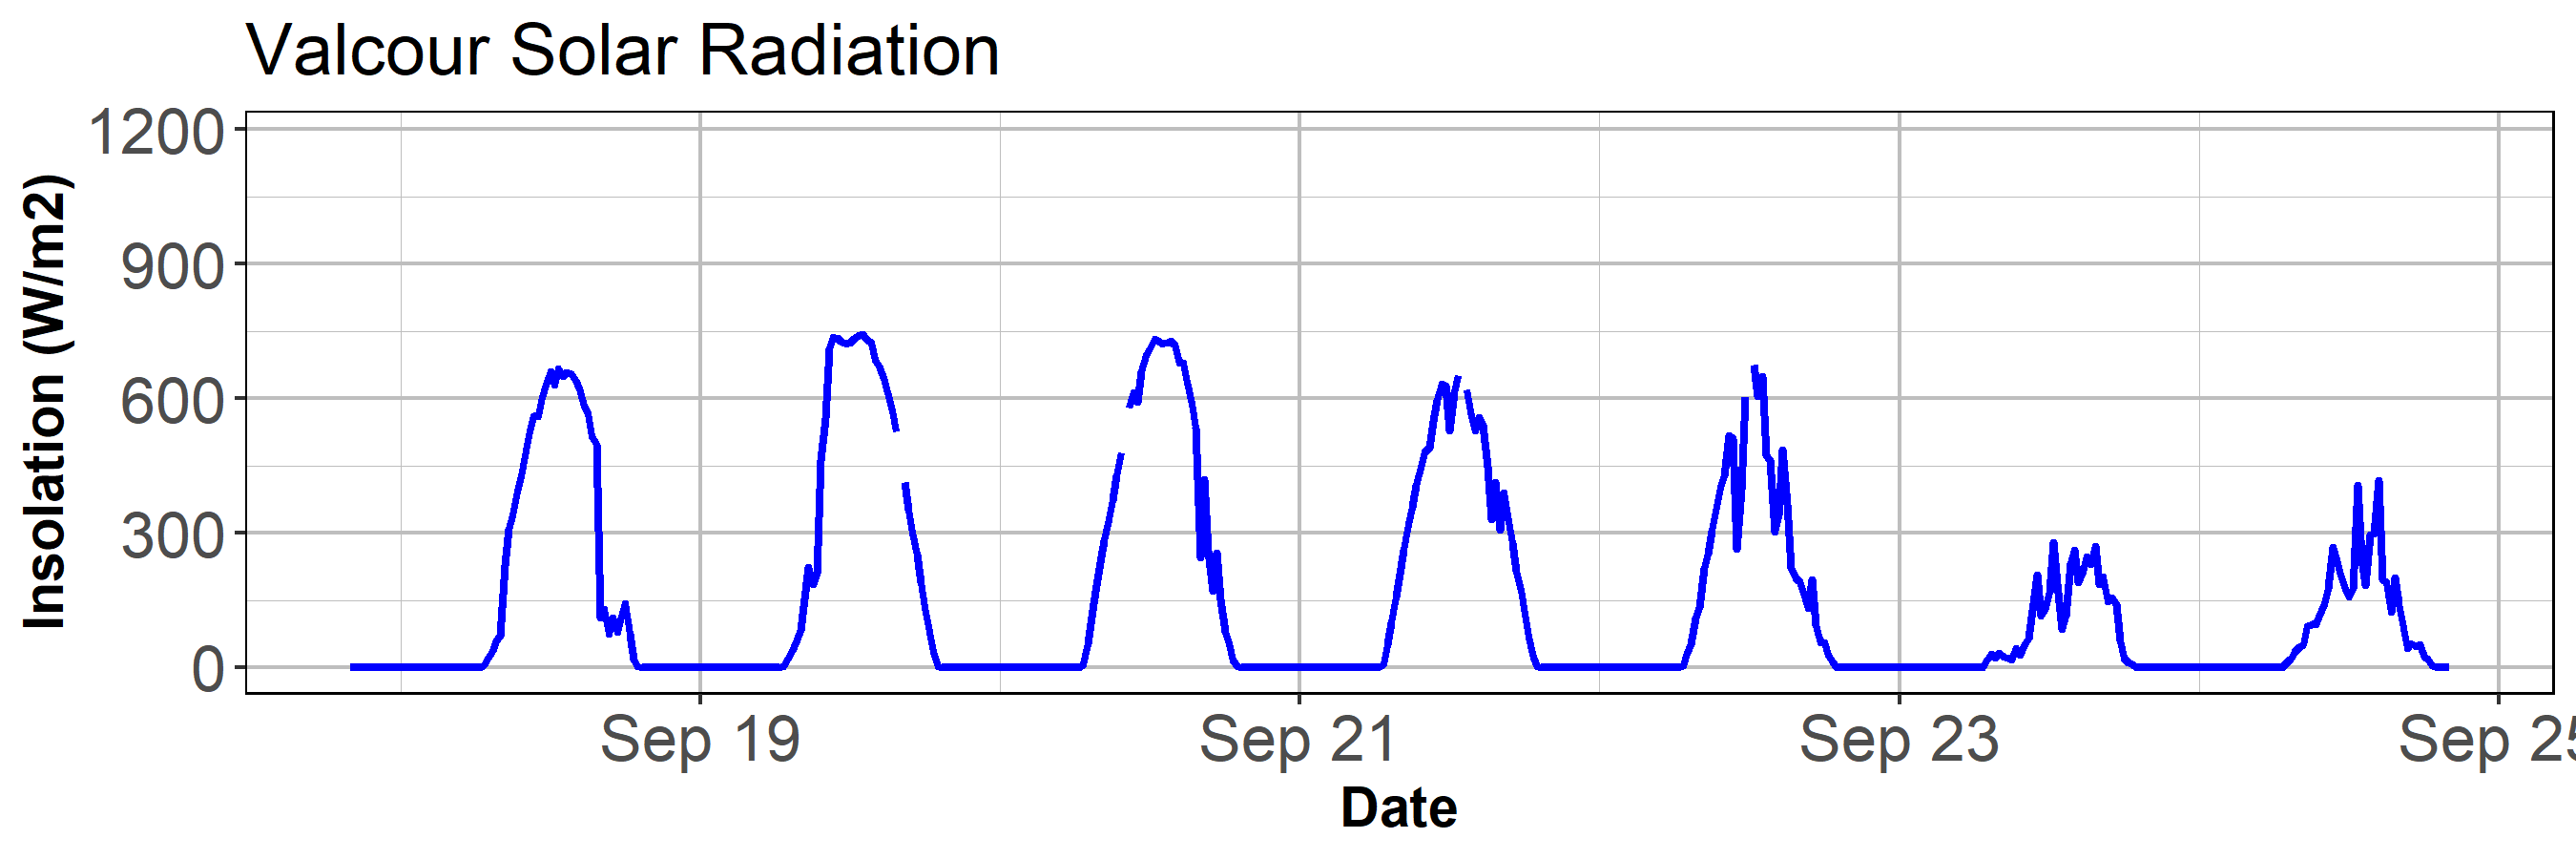 Valcour Solar Radiation
Insolation (W/m2)
1200
900
600
300
0
Sep 19 Sep 21 Sep 23 Sep 25
Date